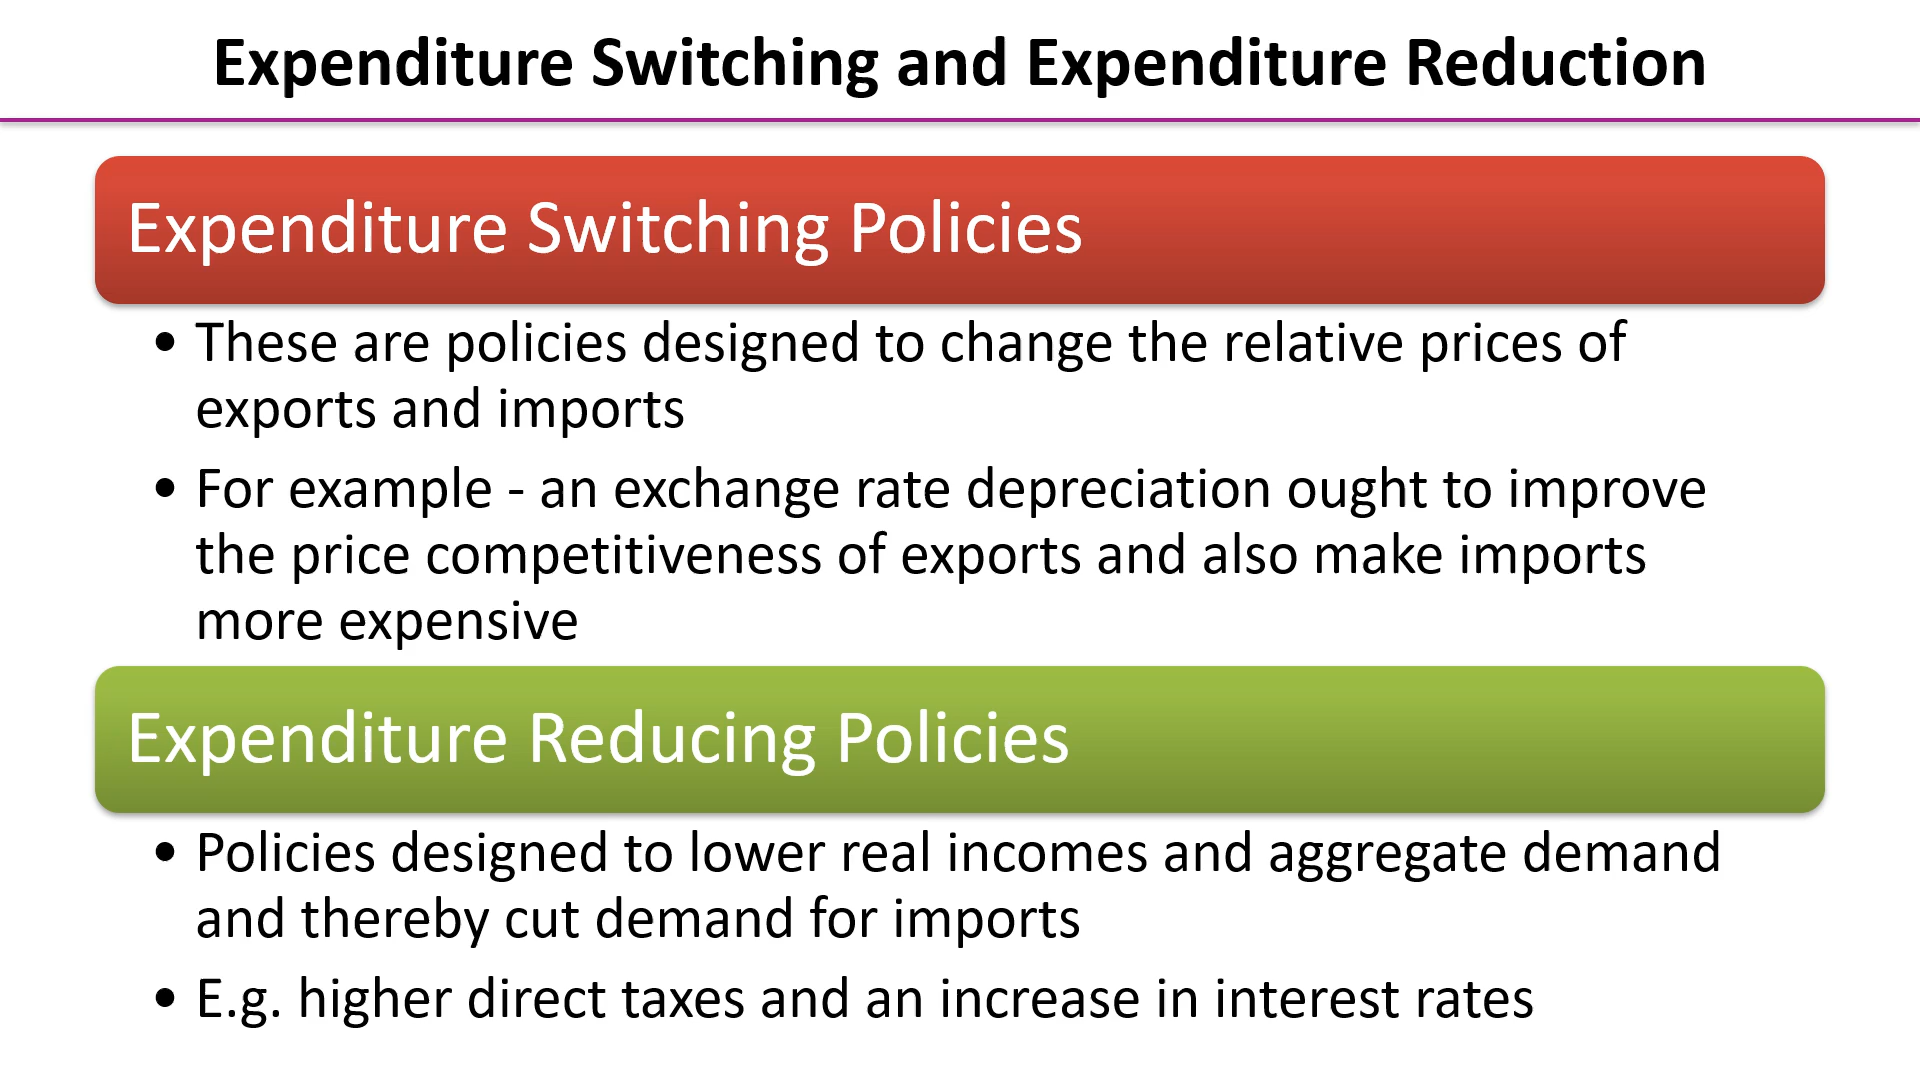 Expenditure Switching and Expenditure Reduction
Expenditure Switching Policies
• These are policies designed to change the relative prices of
exports and imports
• For example - an exchange rate depreciation ought to improve
the price competitiveness of exports and also make imports
more expensive
Expenditure Reducing Policies
• Policies designed to lower real incomes and aggregate demand
and thereby cut demand for imports
• E.g. higher direct taxes and an increase in interest rates